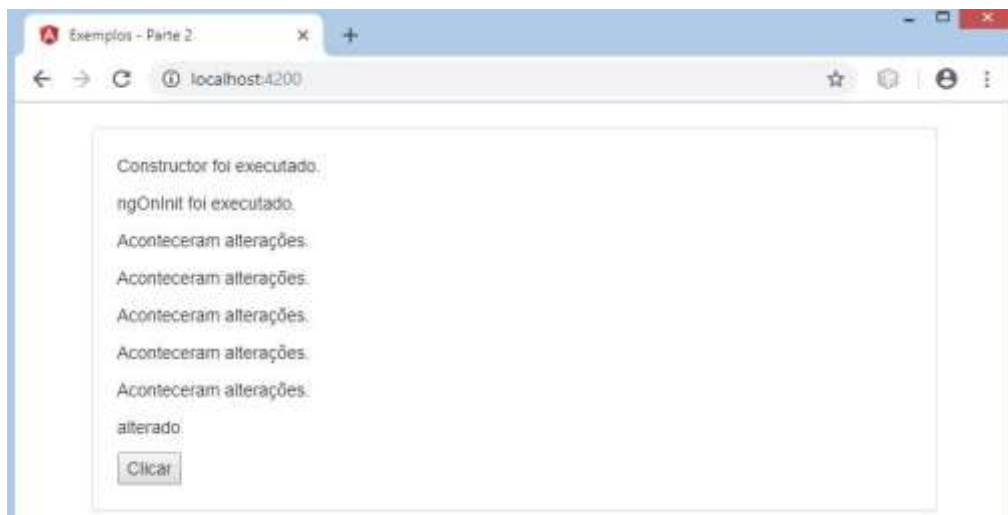 Exemplos - Parte 2
localhost:4200
Constructor foi executado.
ngOnInit foi executado.
Aconteceram alterações.
Aconteceram alterações.
Aconteceram alterações.
Aconteceram alterações.
Aconteceram alterações.
alterado
Clicar